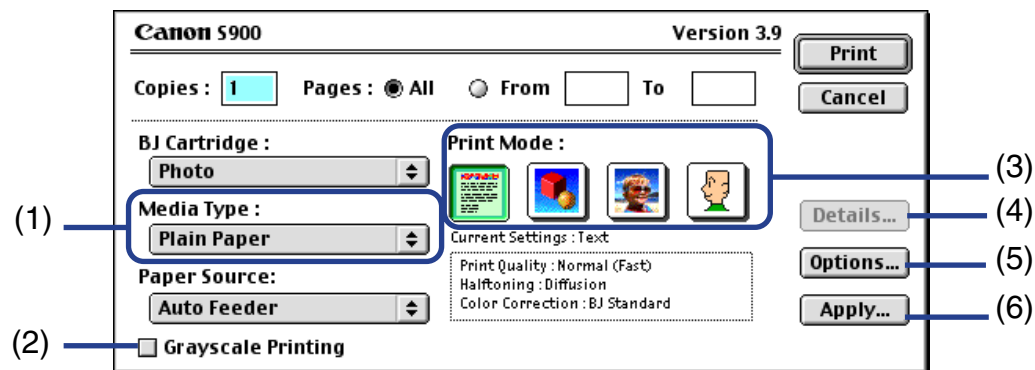 Canon S900 Version 3.9
Print
Copies : 1 Pages : All From To
Cancel
BJ Cartridge :
Photo
Print Mode :
(3)
(1)
Media Type :
Plain Paper
Details...
(4)
Current Settings : Text
Print Quality : Normal (Fast)
Halftoning : Diffusion
Color Correction : BJ Standard
Options...
(5)
Paper Source:
Auto Feeder
Apply...
(6)
(2)
Grayscale Printing